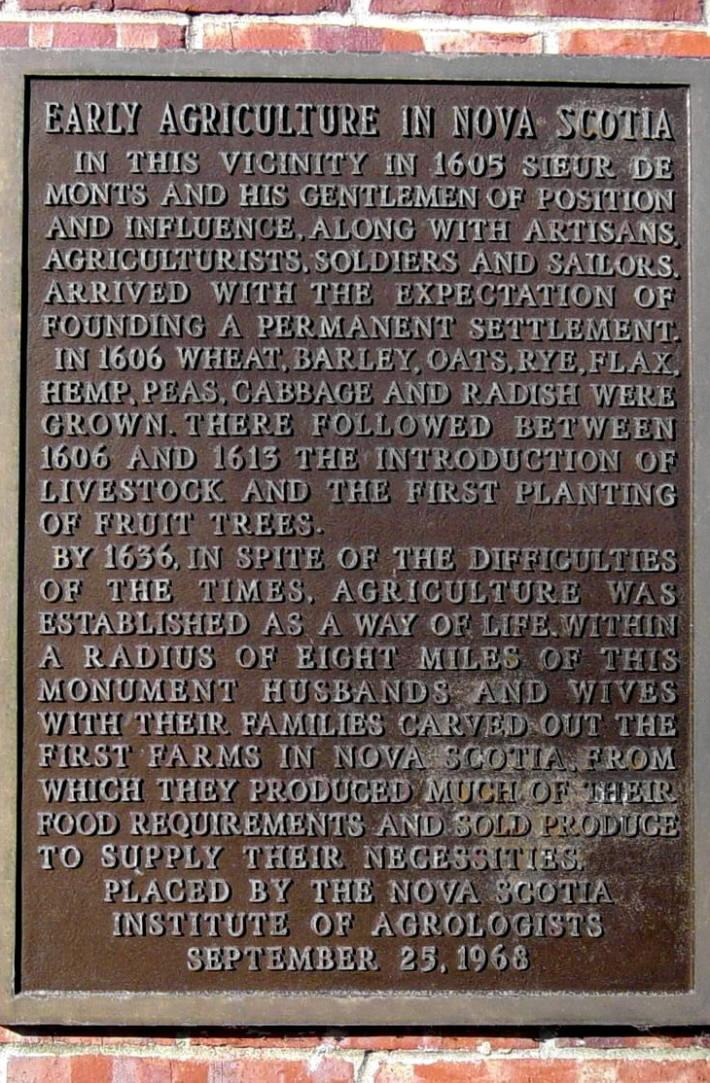 EARLY AGRICULTURE IN NOVA SCOTIA
IN THIS VICINITY IN 1605 SIEUR DE
MONTS AND HIS GENTLEMEN OF POSITION
AND INFLUENCE, ALONG WITH ARTISANS,
AGRICULTURISTS, SOLDIERS AND SAILORS,
ARRIVED WITH THE EXPECTATION OF
FOUNDING A PERMANENT SETTLEMENT.
IN 1606 WHEAT, BARLEY, OATS, RYE, FLAX,
HEMP, PEAS, CABBAGE AND RADISH WERE
GROWN. THERE FOLLOWED BETWEEN
1606 AND 1613 THE INTRODUCTION OF
LIVESTOCK AND THE FIRST PLANTING
OF FRUIT TREES.
BY 1636, IN SPITE OF THE DIFFICULTIES
OF THE TIMES, AGRICULTURE WAS
ESTABLISHED AS A WAY OF LIFE. WITHIN
A RADIUS OF EIGHT MILES OF THIS
MONUMENT HUSBANDS AND WIVES
WITH THEIR FAMILIES CARVED OUT THE
FIRST FARMS IN NOVA SCOTIA, FROM
WHICH THEY PRODUCED MUCH OF THEIR
FOOD REQUIREMENTS AND SOLD PRODUCE
TO SUPPLY THEIR NECESSITIES.
PLACED BY THE NOVA SCOTIA
INSTITUTE OF AGROLOGISTS
SEPTEMBER 25, 1968